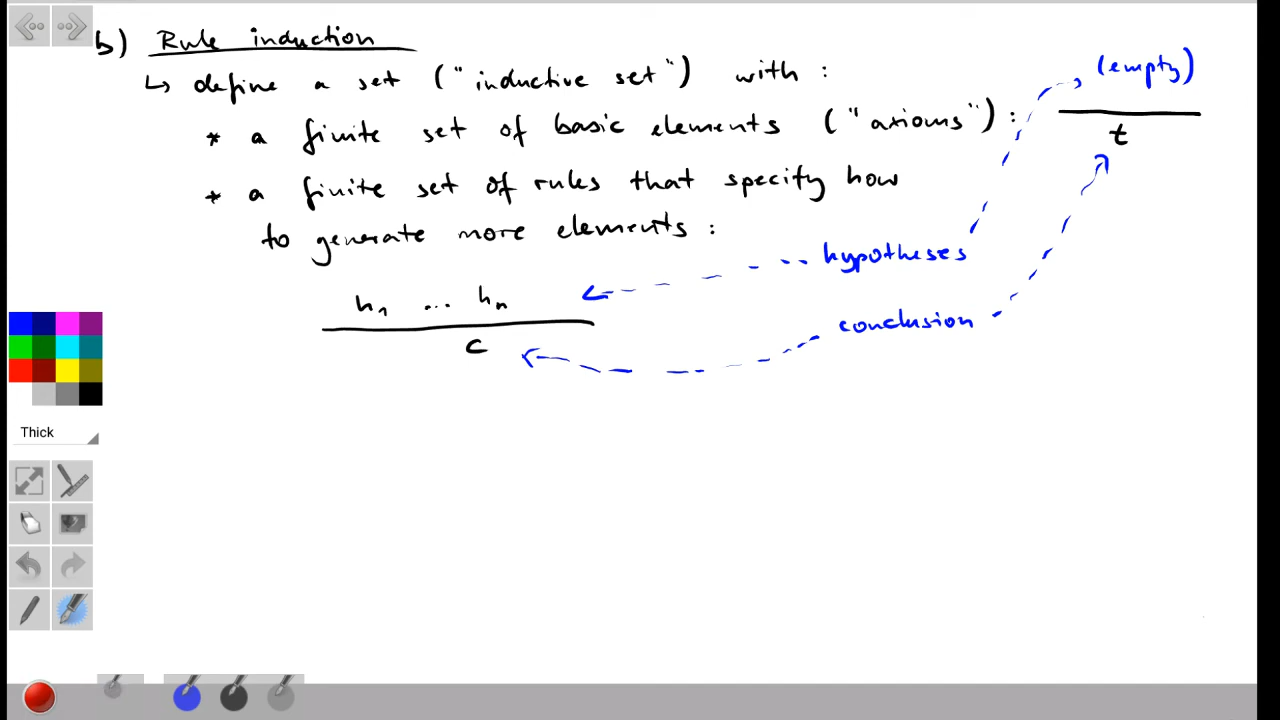 b) Rule induction
↳ define a set ("inductive set") with :
(empty)
* a finite set of basic elements ("axioms") :
t
* a finite set of rules that specify how
to generate more elements :
hypotheses
h₁ ... hₙ
conclusion
c
Thick